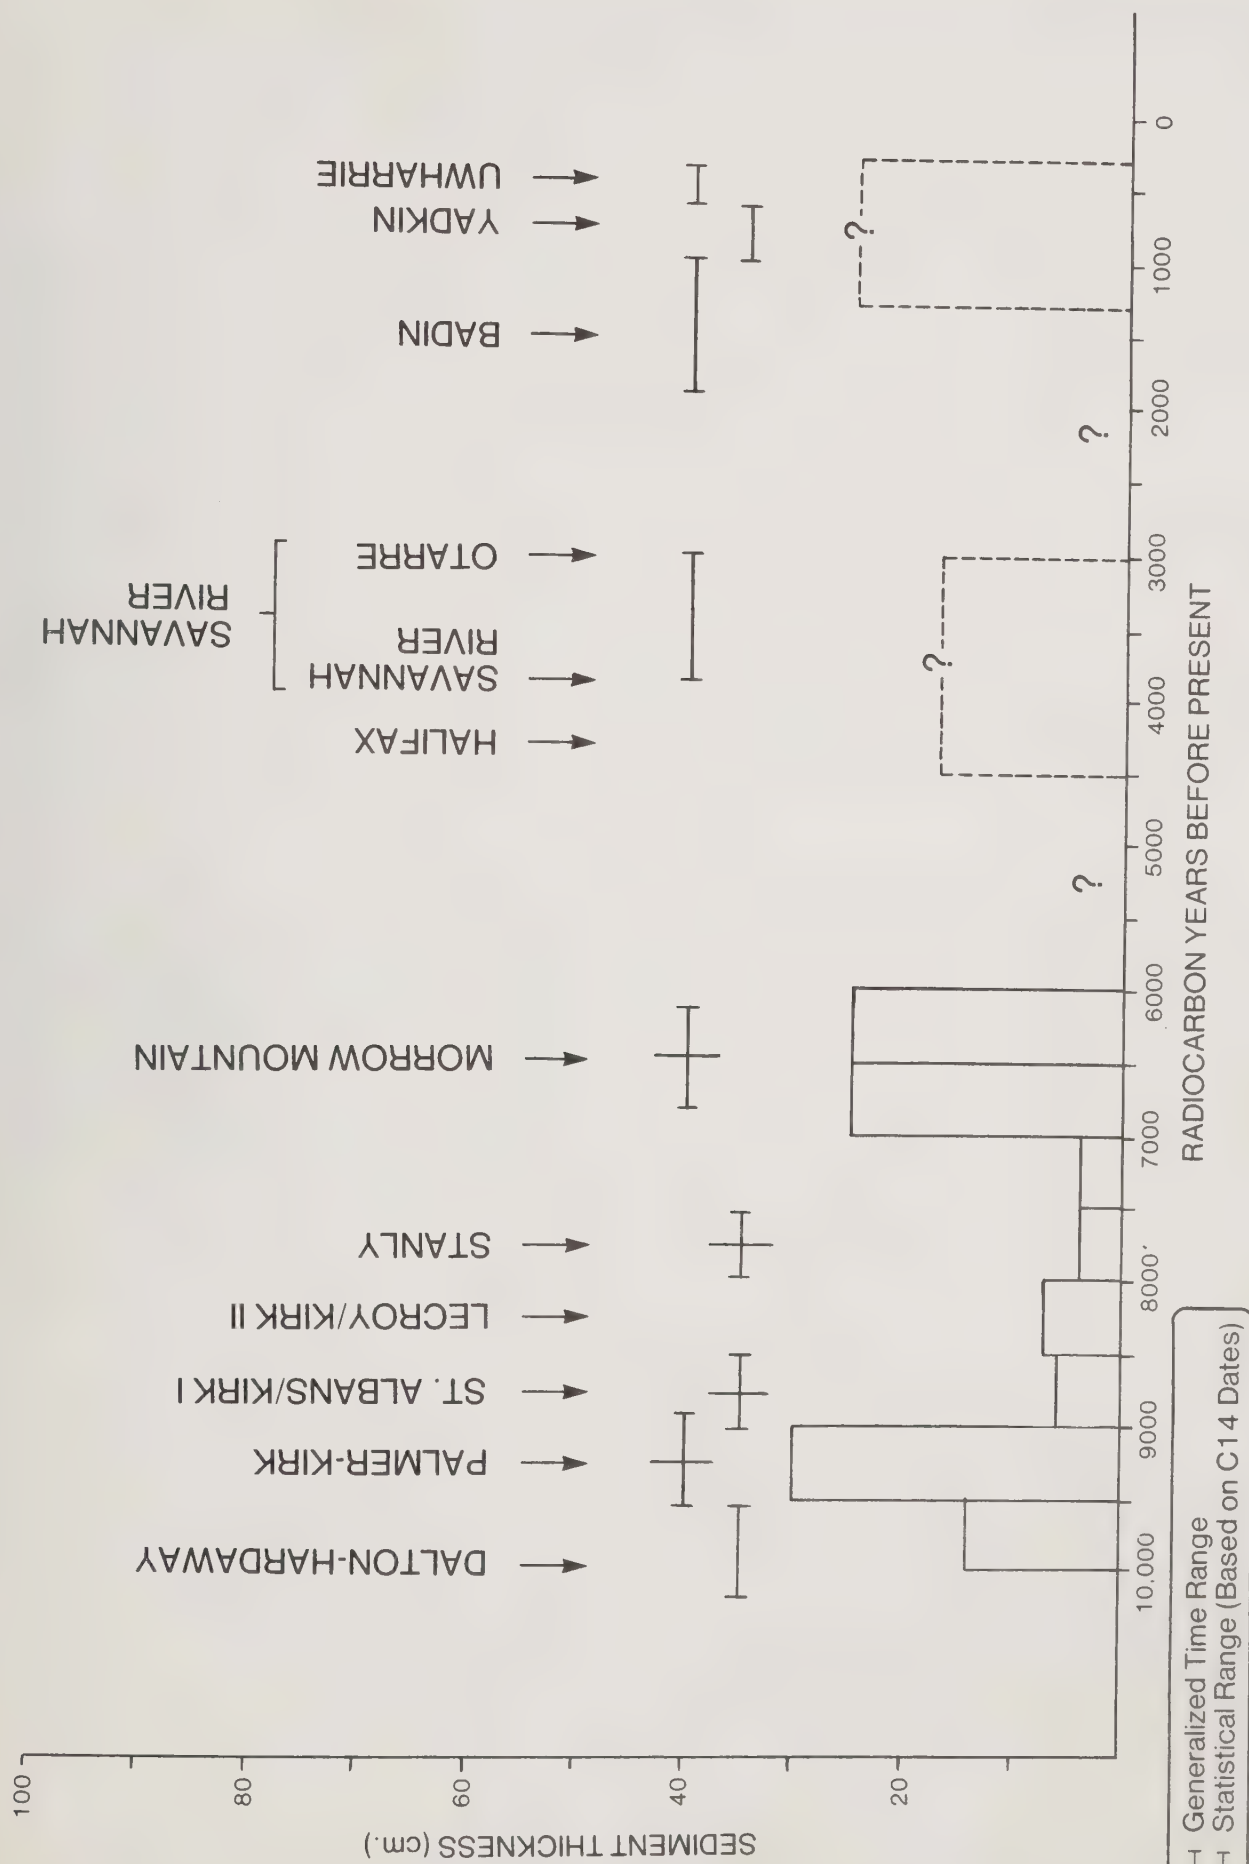 SEDIMENT THICKNESS (cm.)
100
80
60
40
20
DALTON-HARDAWAY
PALMER-KIRK
ST. ALBANS/KIRK I
LECROY/KIRK II
STANLY
MORROW MOUNTAIN
HALIFAX
SAVANNAH
RIVER
OTARRE
SAVANNAH
RIVER
BADIN
YADKIN
UWHARRIE
?
?
?
?
10,000
9000
8000
7000
6000
5000
4000
3000
2000
1000
0
RADIOCARBON YEARS BEFORE PRESENT
Generalized Time Range
Statistical Range (Based on C14 Dates)